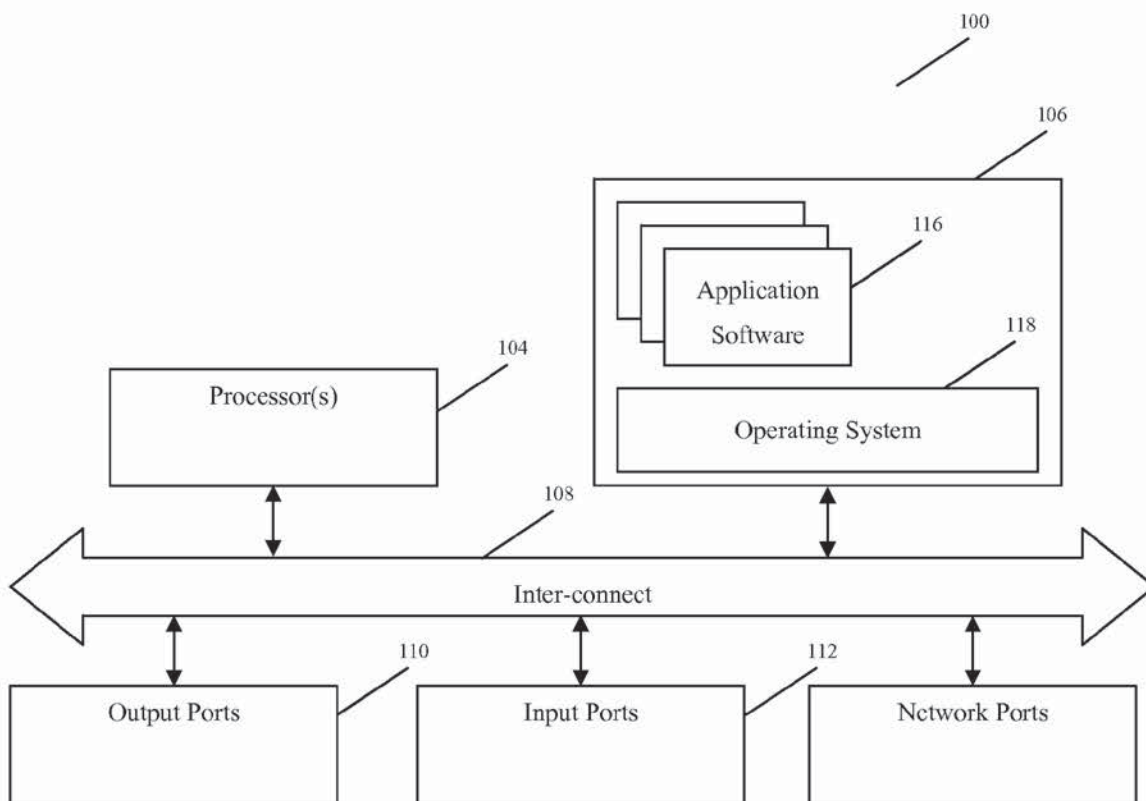 100
106
116
Application
Software
118
Operating System
104
Processor(s)
108
Inter-connect
110
Output Ports
112
Input Ports
Network Ports